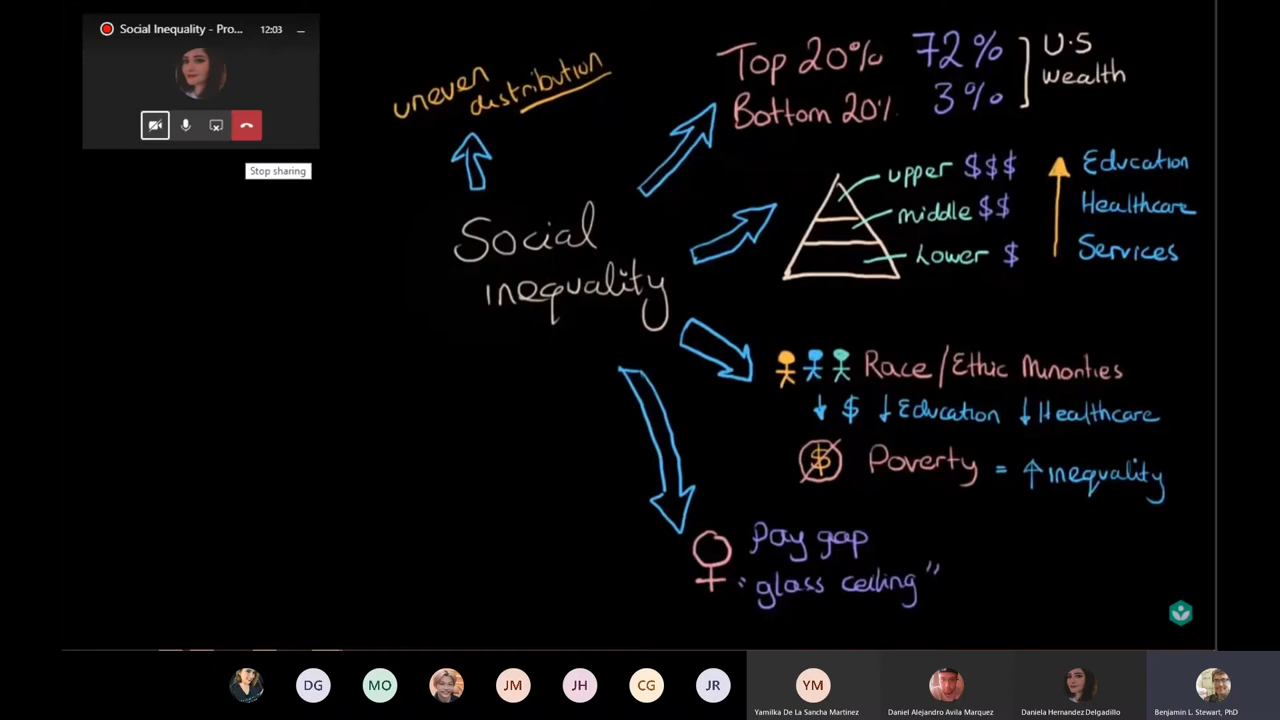 Social Inequality - Pro...
12:03
Stop sharing
uneven
distribution
Top 20% 72%
Bottom 20% 3%
U.S
wealth
upper $$$
middle $$
Lower $
Education
Healthcare
Services
Social
inequality
Race/Ethic Minorities
$ Education Healthcare
$ Poverty = inequality
Pay gap
"glass ceiling"
DG
MO
JM
JH
CG
JR
YM
Yamilka De La Sancha Martinez
Daniel Alejandro Avila Marquez
Daniela Hernandez Delgadillo
Benjamin L. Stewart, PhD